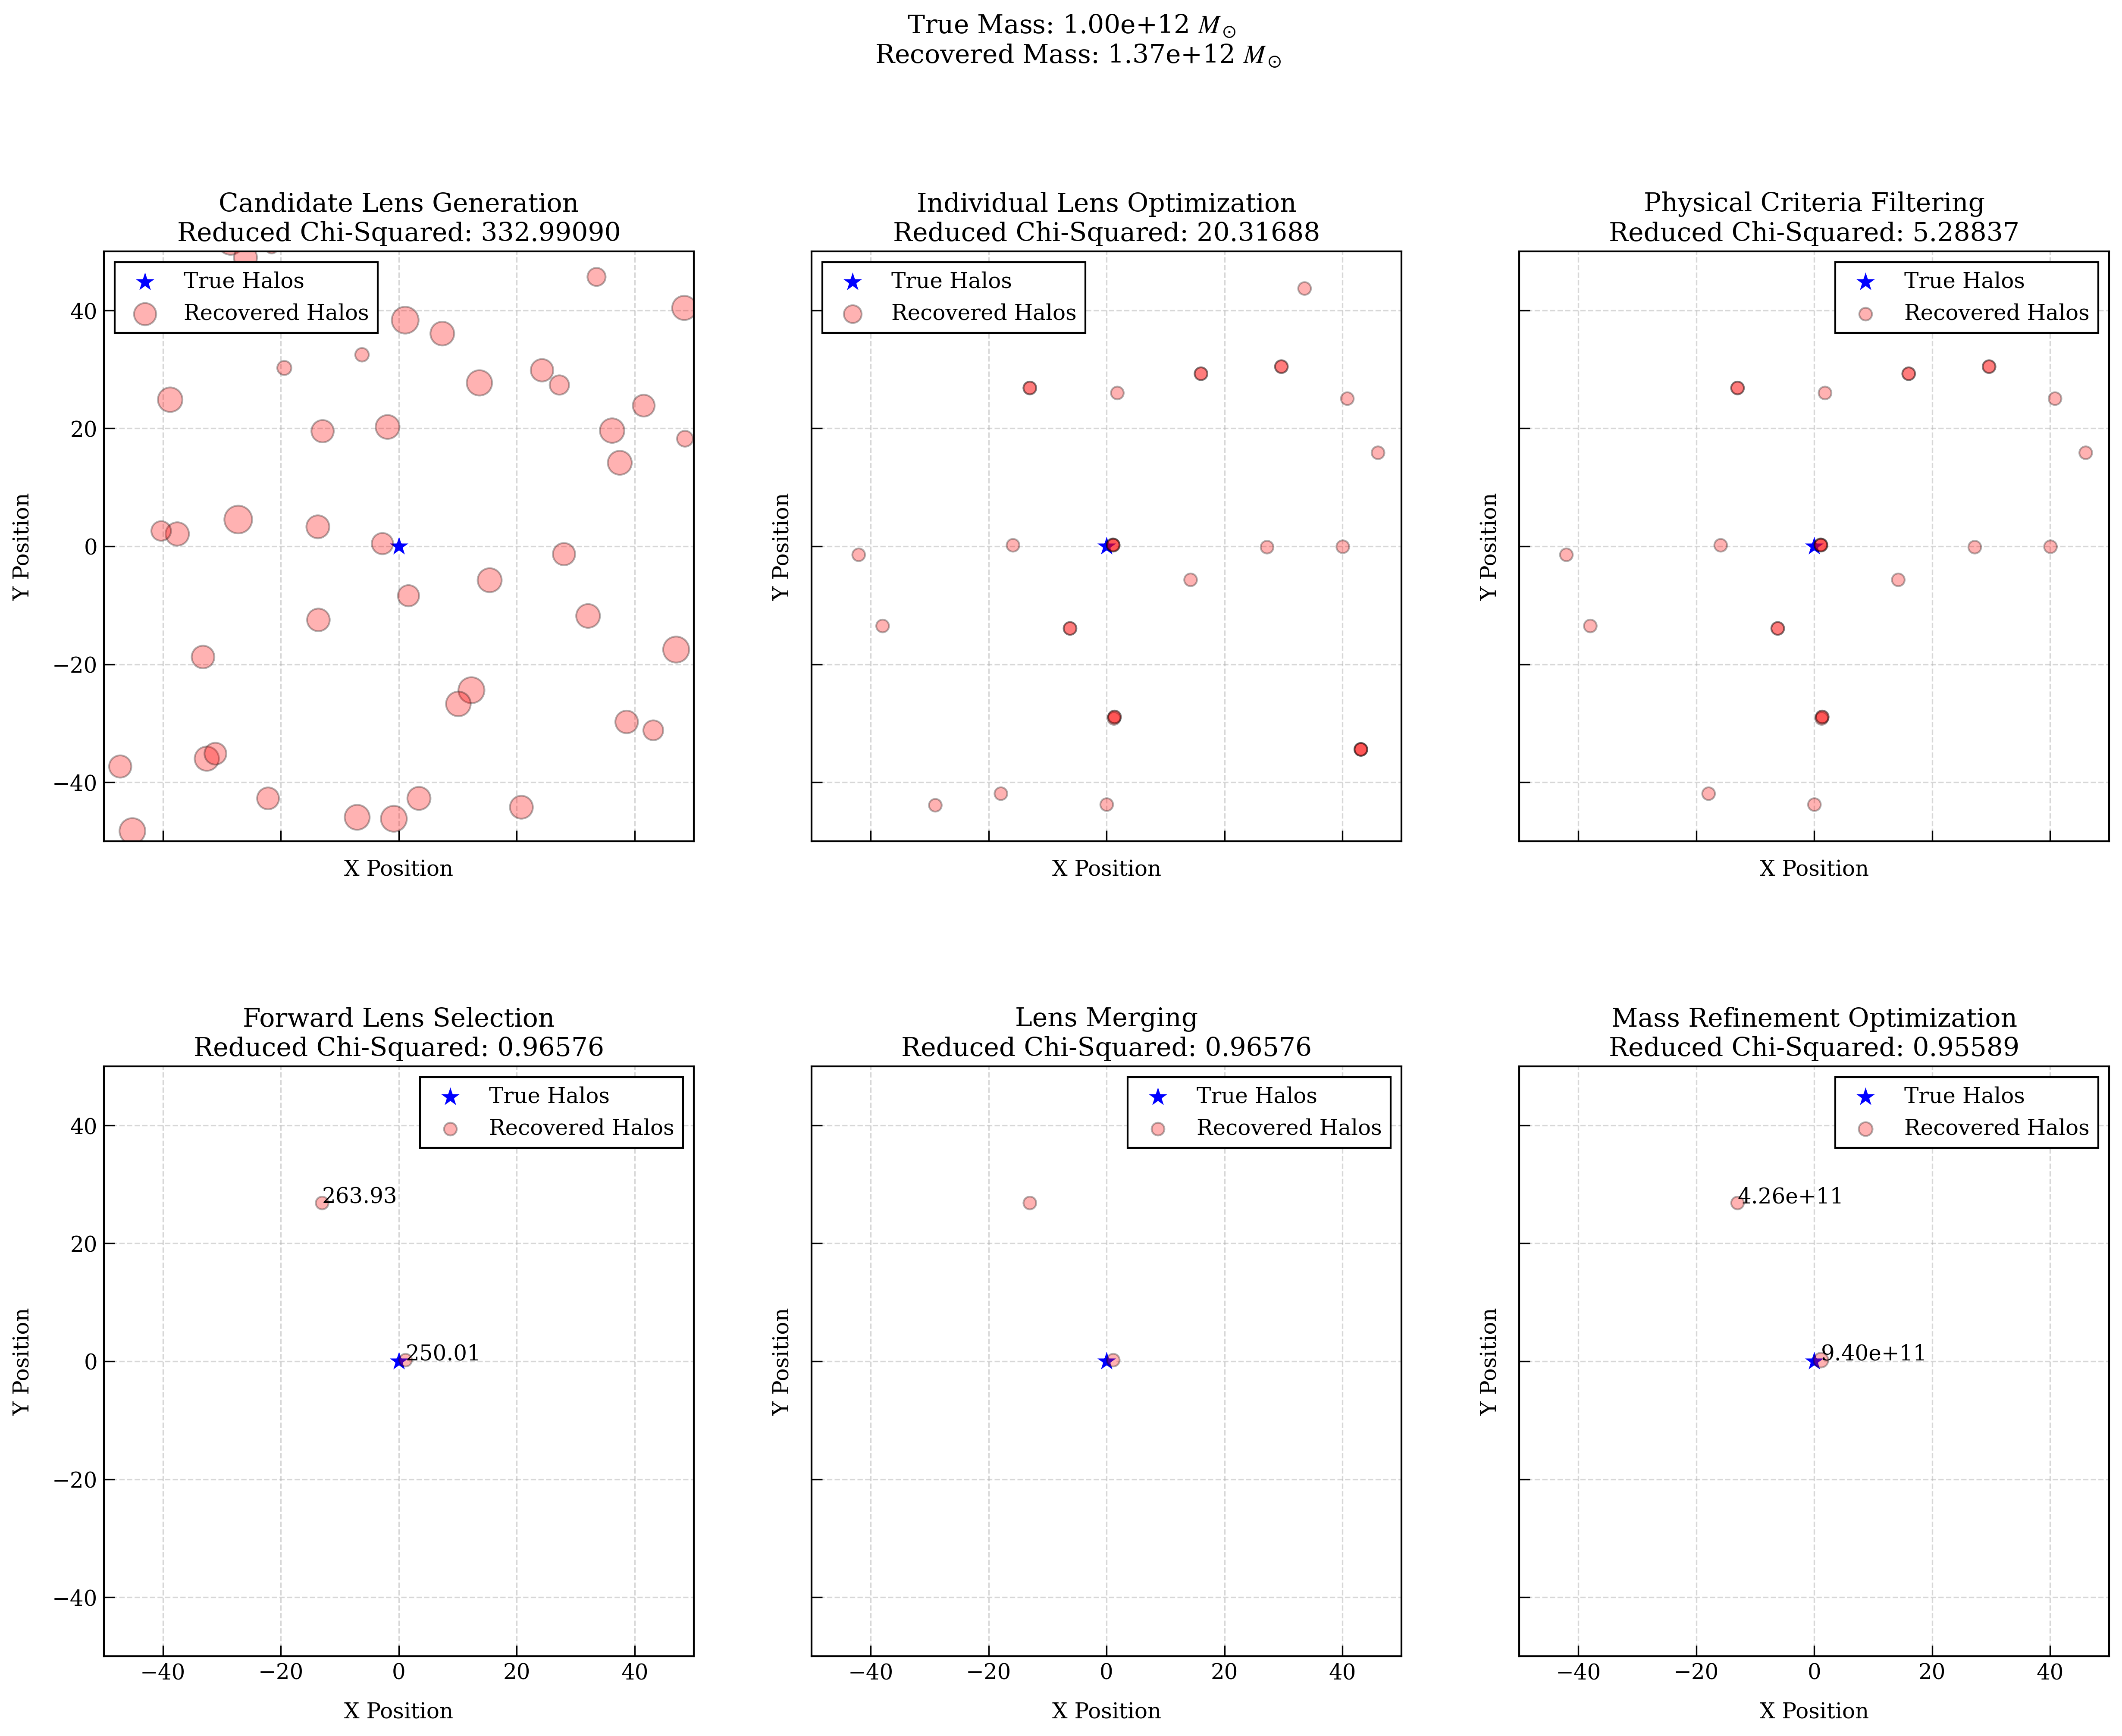 True Mass: 1.00e+12 M⊙
Recovered Mass: 1.37e+12 M⊙
Candidate Lens Generation
Reduced Chi-Squared: 332.99090
True Halos
Recovered Halos
40
20
0
−20
−40
Y Position
X Position
Individual Lens Optimization
Reduced Chi-Squared: 20.31688
True Halos
Recovered Halos
Y Position
X Position
Physical Criteria Filtering
Reduced Chi-Squared: 5.28837
True Halos
Recovered Halos
Y Position
X Position
Forward Lens Selection
Reduced Chi-Squared: 0.96576
True Halos
Recovered Halos
263.93
250.01
40
20
0
−20
−40
Y Position
−40 −20 0 20 40
X Position
Lens Merging
Reduced Chi-Squared: 0.96576
True Halos
Recovered Halos
Y Position
−40 −20 0 20 40
X Position
Mass Refinement Optimization
Reduced Chi-Squared: 0.95589
True Halos
Recovered Halos
4.26e+11
9.40e+11
Y Position
−40 −20 0 20 40
X Position